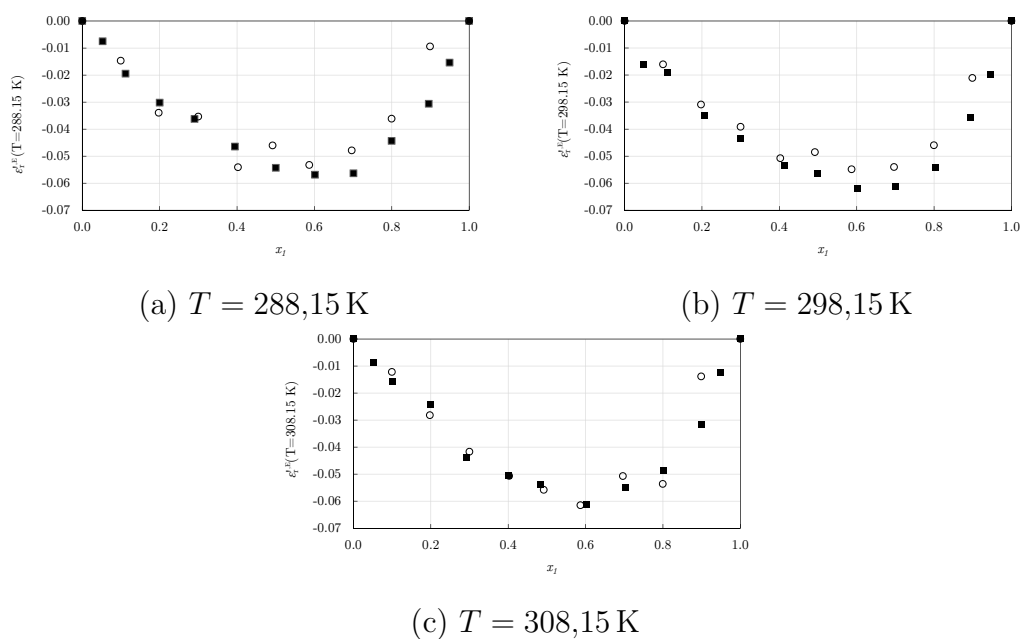 0.00
-0.01
-0.02
-0.03
-0.04
-0.05
-0.06
-0.07
0.0 0.2 0.4 0.6 0.8 1.0
εᵣ′ᴱ(T=288.15 K)
x₁
(a) T = 288,15 K
0.00
-0.01
-0.02
-0.03
-0.04
-0.05
-0.06
-0.07
0.0 0.2 0.4 0.6 0.8 1.0
εᵣ′ᴱ(T=298.15 K)
x₁
(b) T = 298,15 K
0.00
-0.01
-0.02
-0.03
-0.04
-0.05
-0.06
-0.07
0.0 0.2 0.4 0.6 0.8 1.0
εᵣ′ᴱ(T=308.15 K)
x₁
(c) T = 308,15 K